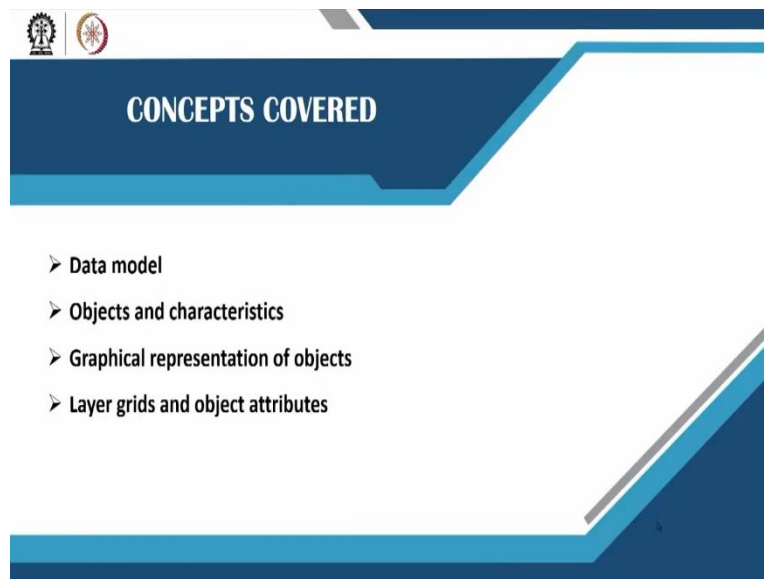 CONCEPTS COVERED
➢ Data model
➢ Objects and characteristics
➢ Graphical representation of objects
➢ Layer grids and object attributes